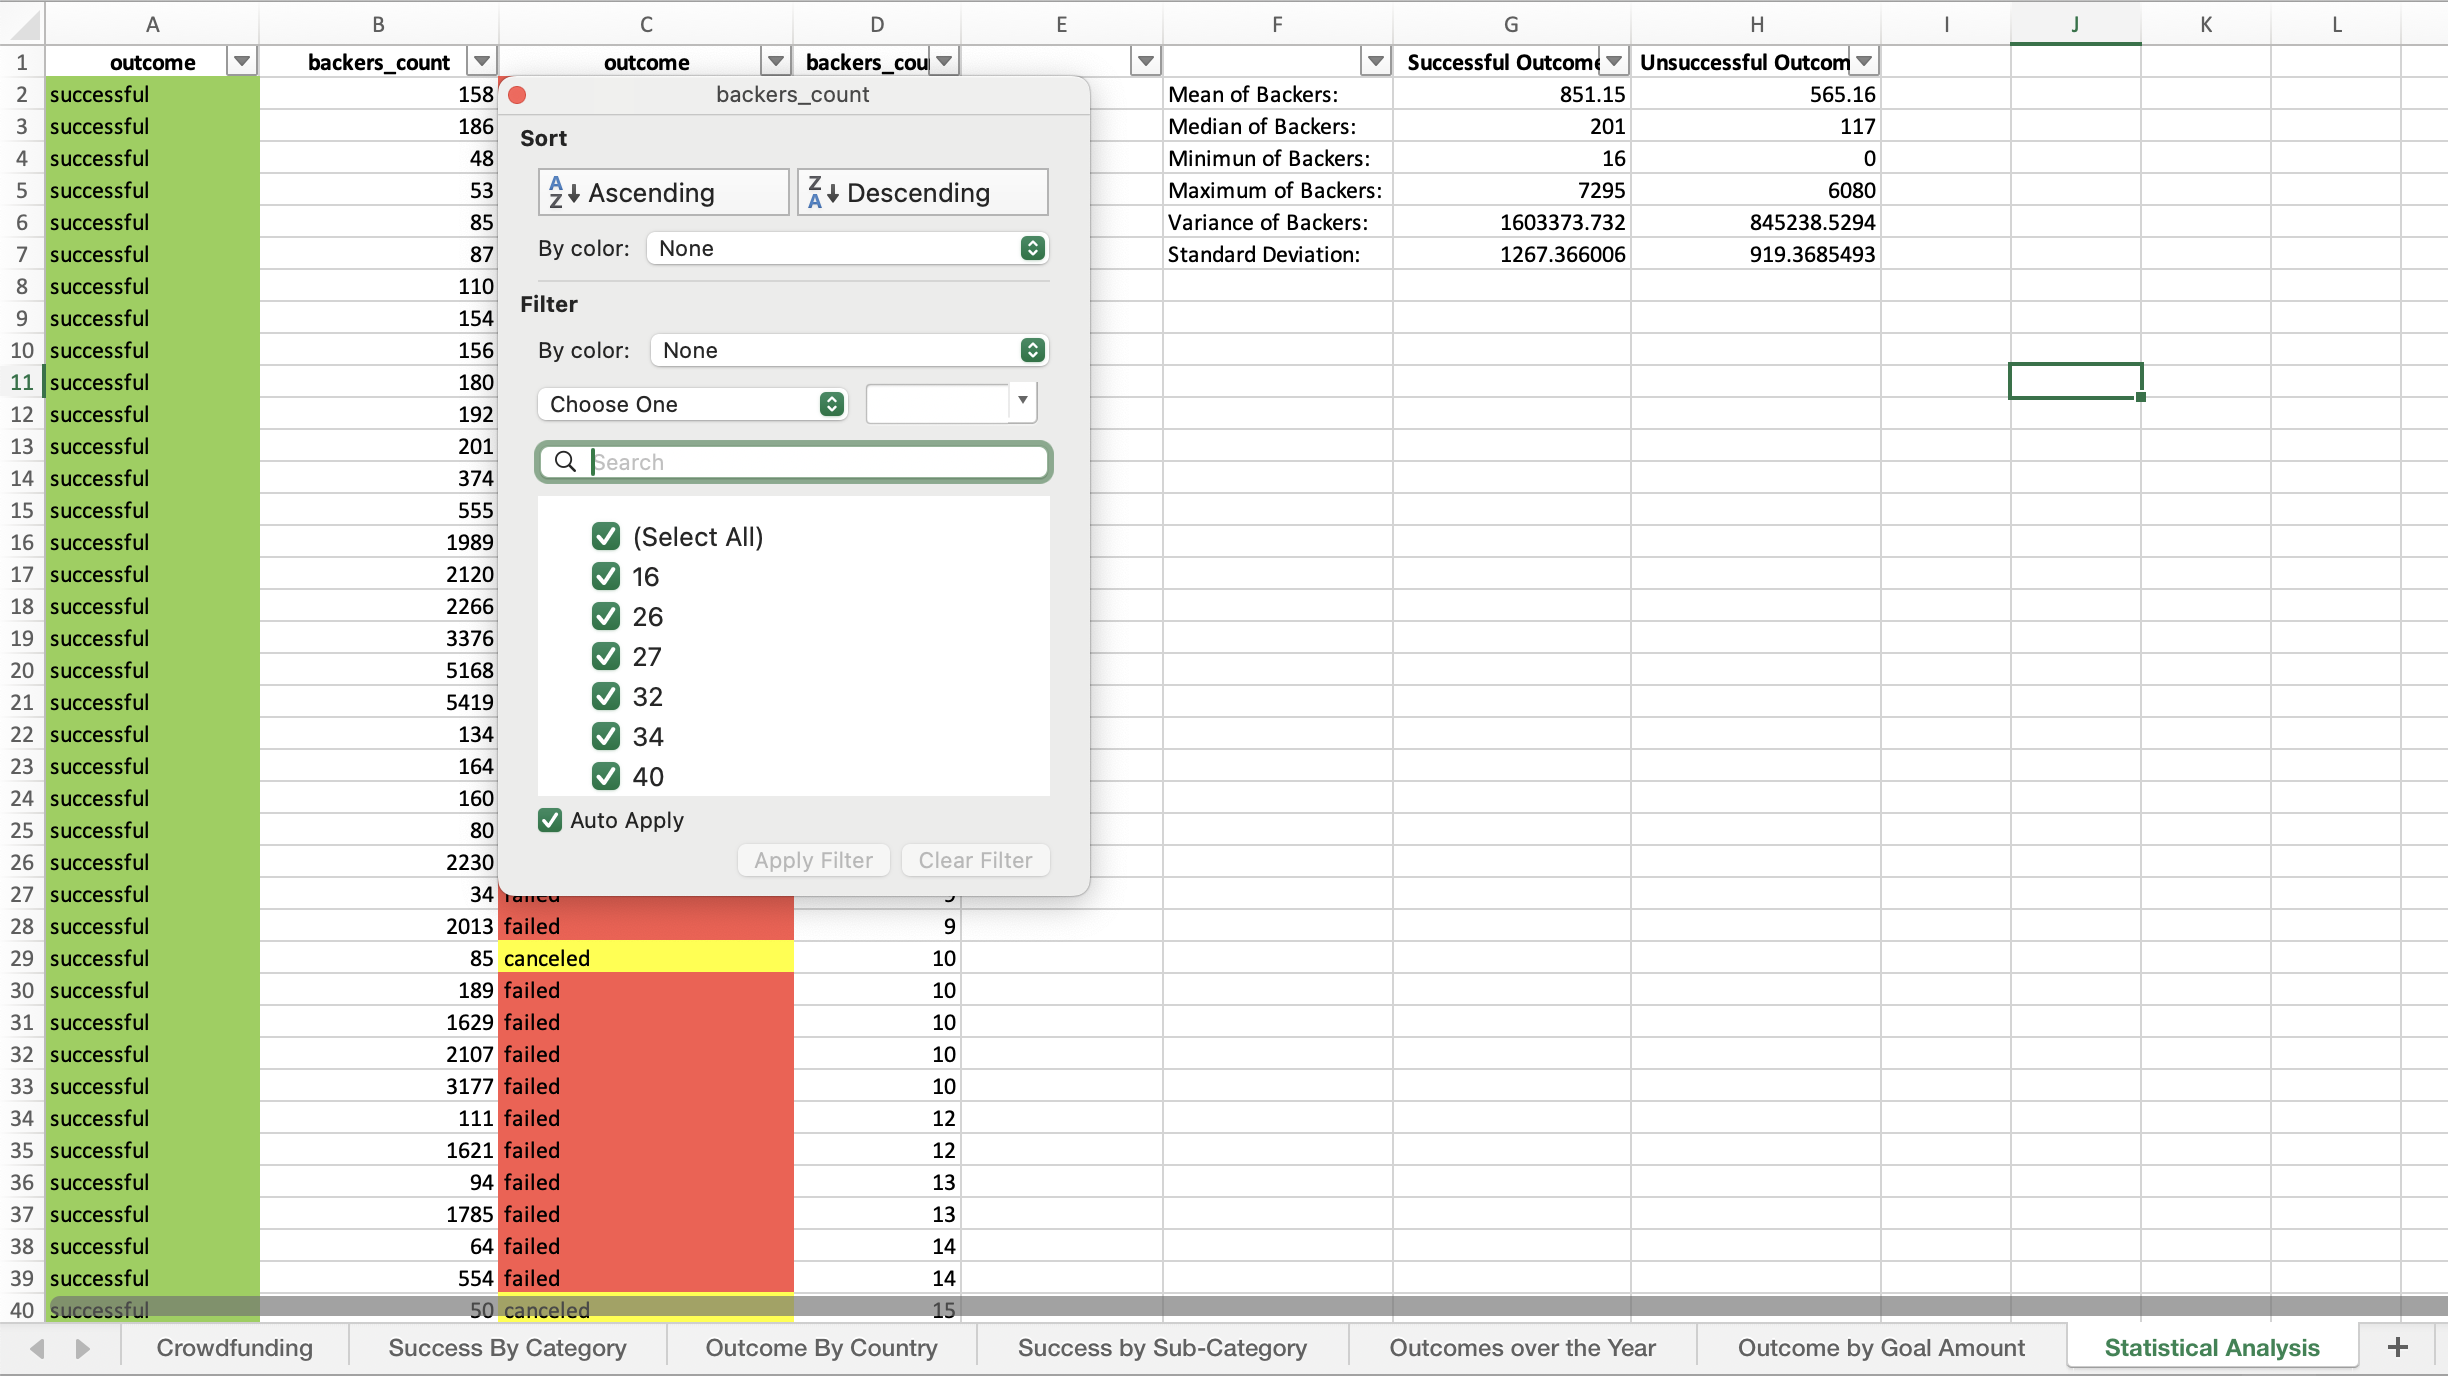 A B C D E F G H I J K L
1 outcome backers_count outcome backers_cou Successful Outcome Unsuccessful Outcom
2 successful 158 Mean of Backers: 851.15 565.16
3 successful 186 Median of Backers: 201 117
4 successful 48 Minimun of Backers: 16 0
5 successful 53 Maximum of Backers: 7295 6080
6 successful 85 Variance of Backers: 1603373.732 845238.5294
7 successful 87 Standard Deviation: 1267.366006 919.3685493
8 successful 110
9 successful 154
10 successful 156
11 successful 180
12 successful 192
13 successful 201
14 successful 374
15 successful 555
16 successful 1989
17 successful 2120
18 successful 2266
19 successful 3376
20 successful 5168
21 successful 5419
22 successful 134
23 successful 164
24 successful 160
25 successful 80
26 successful 2230
27 successful 34 failed 9
28 successful 2013 failed 9
29 successful 85 canceled 10
30 successful 189 failed 10
31 successful 1629 failed 10
32 successful 2107 failed 10
33 successful 3177 failed 10
34 successful 111 failed 12
35 successful 1621 failed 12
36 successful 94 failed 13
37 successful 1785 failed 13
38 successful 64 failed 14
39 successful 554 failed 14
40 successful 50 canceled 15
backers_count
Sort
A Z Ascending Z A Descending
By color: None
Filter
By color: None
Choose One
Search
(Select All)
16
26
27
32
34
40
Auto Apply
Apply Filter Clear Filter
Crowdfunding Success By Category Outcome By Country Success by Sub-Category Outcomes over the Year Outcome by Goal Amount Statistical Analysis +